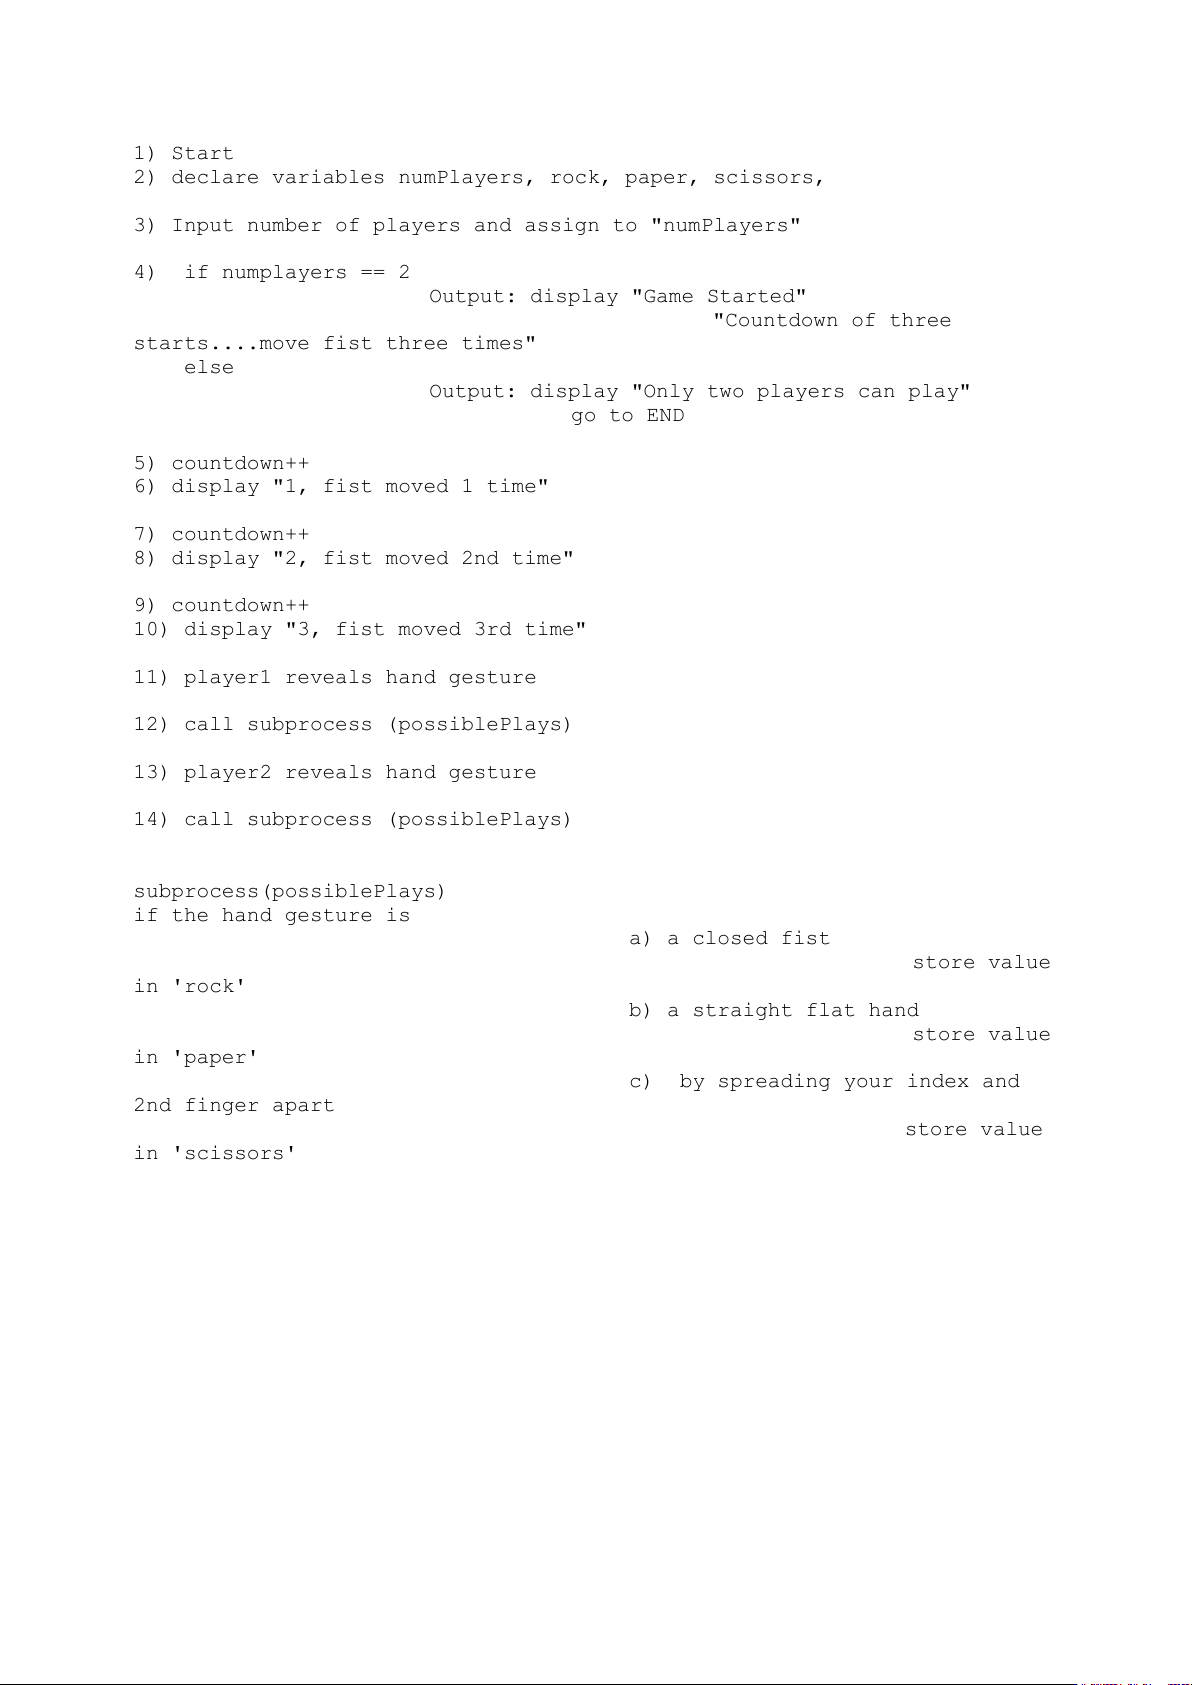 1) Start
2) declare variables numPlayers, rock, paper, scissors,
3) Input number of players and assign to "numPlayers"
4)  if numplayers == 2
Output: display "Game Started"
"Countdown of three
starts....move fist three times"
else
Output: display "Only two players can play"
go to END
5) countdown++
6) display "1, fist moved 1 time"
7) countdown++
8) display "2, fist moved 2nd time"
9) countdown++
10) display "3, fist moved 3rd time"
11) player1 reveals hand gesture
12) call subprocess (possiblePlays)
13) player2 reveals hand gesture
14) call subprocess (possiblePlays)
subprocess(possiblePlays)
if the hand gesture is
a) a closed fist
store value
in 'rock'
b) a straight flat hand
store value
in 'paper'
c)  by spreading your index and
2nd finger apart
store value
in 'scissors'